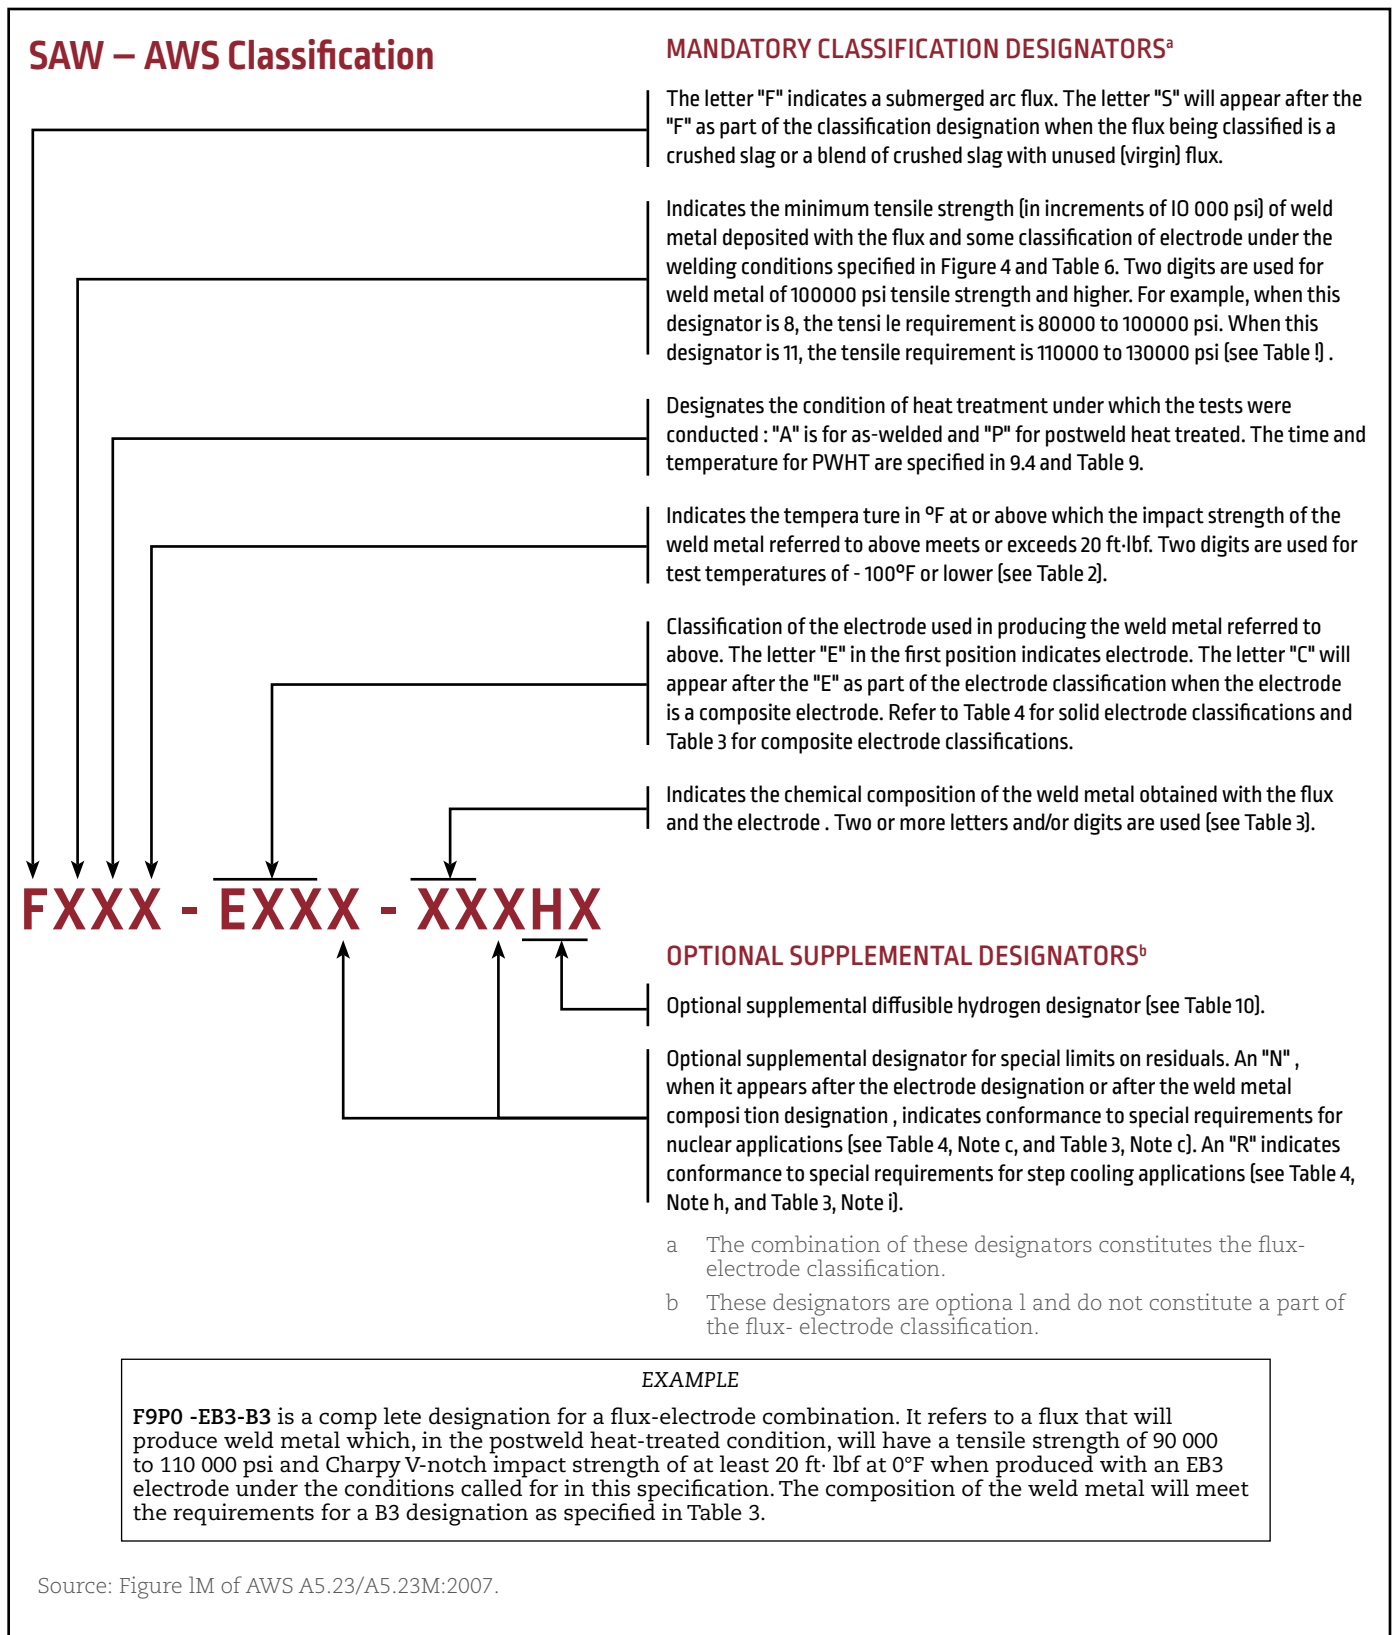 SAW – AWS Classification
MANDATORY CLASSIFICATION DESIGNATORSª
The letter "F" indicates a submerged arc flux. The letter "S" will appear after the
"F" as part of the classification designation when the flux being classified is a
crushed slag or a blend of crushed slag with unused (virgin) flux.
Indicates the minimum tensile strength (in increments of IO 000 psi) of weld
metal deposited with the flux and some classification of electrode under the
welding conditions specified in Figure 4 and Table 6. Two digits are used for
weld metal of 100000 psi tensile strength and higher. For example, when this
designator is 8, the tensi le requirement is 80000 to 100000 psi. When this
designator is 11, the tensile requirement is 110000 to 130000 psi (see Table !) .
Designates the condition of heat treatment under which the tests were
conducted : "A" is for as-welded and "P" for postweld heat treated. The time and
temperature for PWHT are specified in 9.4 and Table 9.
Indicates the tempera ture in ºF at or above which the impact strength of the
weld metal referred to above meets or exceeds 20 ft·lbf. Two digits are used for
test temperatures of - 100ºF or lower (see Table 2).
Classification of the electrode used in producing the weld metal referred to
above. The letter "E" in the first position indicates electrode. The letter "C" will
appear after the "E" as part of the electrode classification when the electrode
is a composite electrode. Refer to Table 4 for solid electrode classifications and
Table 3 for composite electrode classifications.
Indicates the chemical composition of the weld metal obtained with the flux
and the electrode . Two or more letters and/or digits are used (see Table 3).
FXXX - EXXX - XXXHX
OPTIONAL SUPPLEMENTAL DESIGNATORSᵇ
Optional supplemental diffusible hydrogen designator (see Table 10).
Optional supplemental designator for special limits on residuals. An "N" ,
when it appears after the electrode designation or after the weld metal
composi tion designation , indicates conformance to special requirements for
nuclear applications (see Table 4, Note c, and Table 3, Note c). An "R" indicates
conformance to special requirements for step cooling applications (see Table 4,
Note h, and Table 3, Note i).
a The combination of these designators constitutes the flux-
electrode classification.
b These designators are optiona l and do not constitute a part of
the flux- electrode classification.
EXAMPLE
F9P0 -EB3-B3 is a comp lete designation for a flux-electrode combination. It refers to a flux that will
produce weld metal which, in the postweld heat-treated condition, will have a tensile strength of 90 000
to 110 000 psi and Charpy V-notch impact strength of at least 20 ft· lbf at 0°F when produced with an EB3
electrode under the conditions called for in this specification. The composition of the weld metal will meet
the requirements for a B3 designation as specified in Table 3.
Source: Figure lM of AWS A5.23/A5.23M:2007.